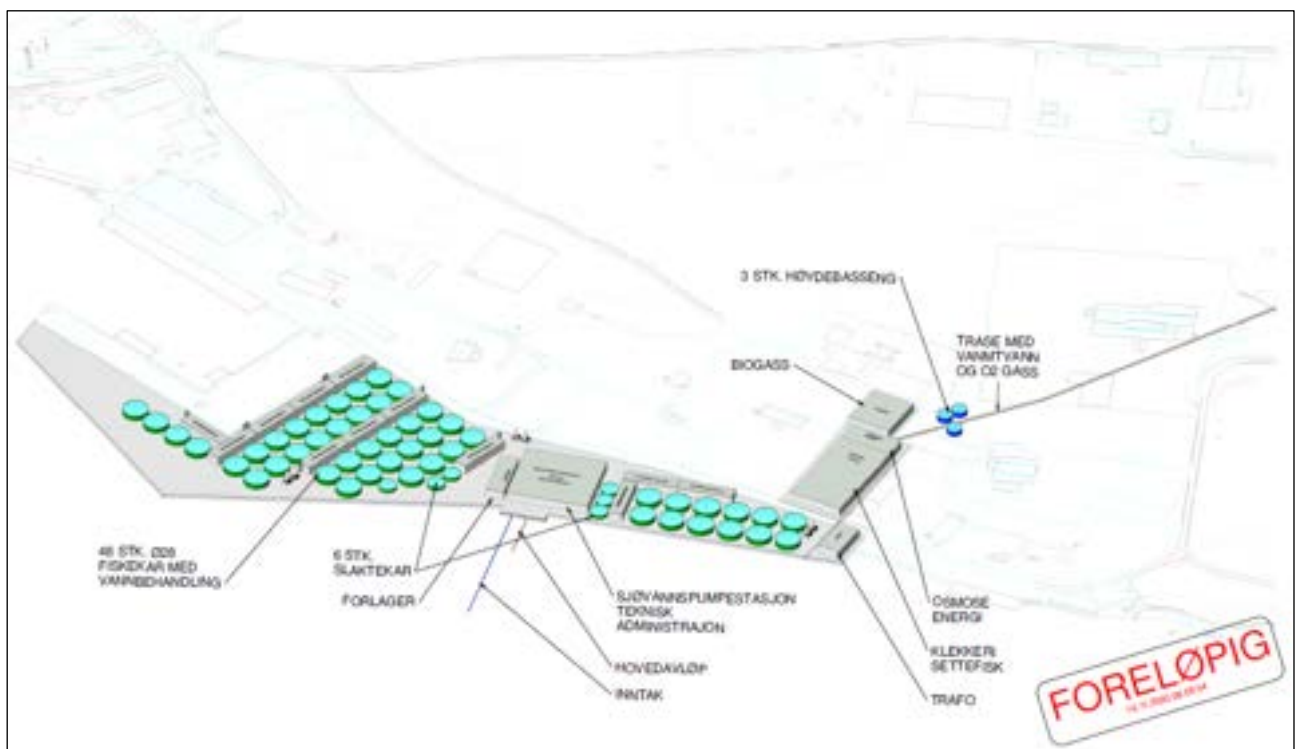 3 STK. HØYDEBASSENG
TRASE MED
VANMTVANN
OG O2 GASS
BIOGASS
48 STK. Ø28
FISKEKAR MED
VANNBEHANDLING
6 STK.
SLAKTEKAR
FORLAGER
SJØVANNSPUMPESTASJON
TEKNISK
ADMINISTRAJON
HOVEDAVLØP
INNTAK
OSMOSE
ENERGI
KLEKKERI
SETTEFISK
TRAFO
FORELØPIG